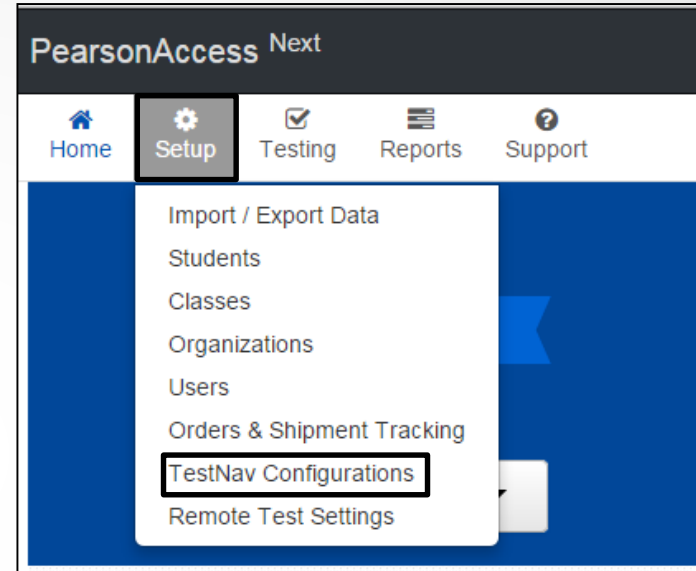 PearsonAccess Next
Home Setup Testing Reports Support
Import / Export Data
Students
Classes
Organizations
Users
Orders & Shipment Tracking
TestNav Configurations
Remote Test Settings